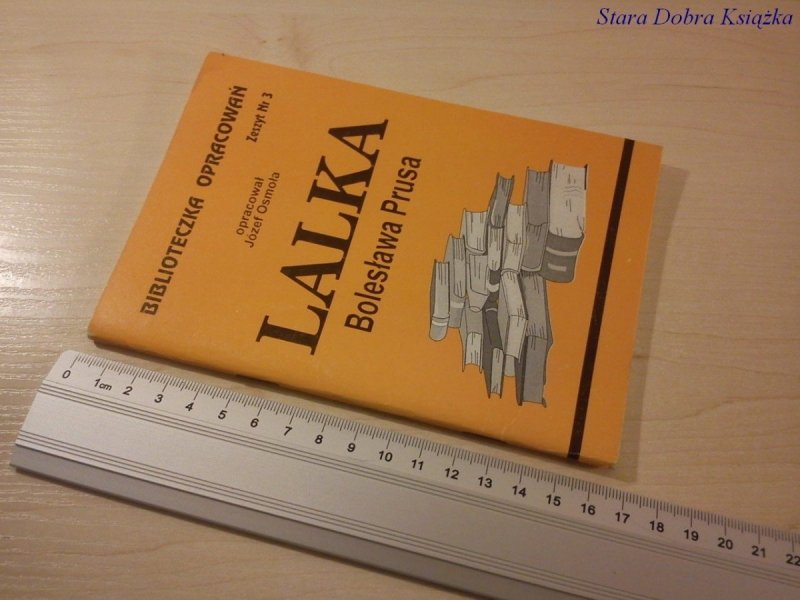 Stara Dobra Książka
BIBLIOTECZKA OPRACOWAŃ
Zeszyt Nr 3
opracował
Józef Osmoła
LALKA
Bolesława Prusa
0 1cm 2 3 4 5 6 7 8 9 10 11 12 13 14 15 16 17 18 19 20 21 22